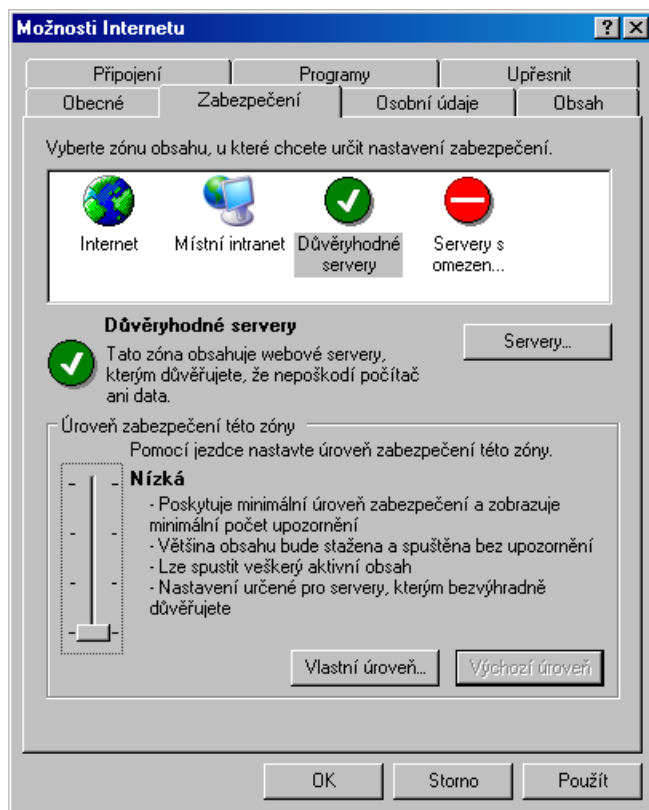 Možnosti Internetu
Připojení Programy Upřesnit
Obecné Zabezpečení Osobní údaje Obsah
Vyberte zónu obsahu, u které chcete určit nastavení zabezpečení.
Internet Místní intranet Důvěryhodné servery Servery s omezen...
Důvěryhodné servery
Servery...
Tato zóna obsahuje webové servery,
kterým důvěřujete, že nepoškodí počítač
ani data.
Úroveň zabezpečení této zóny
Pomocí jezdce nastavte úroveň zabezpečení této zóny.
Nízká
- Poskytuje minimální úroveň zabezpečení a zobrazuje
minimální počet upozornění
- Většina obsahu bude stažena a spuštěna bez upozornění
- Lze spustit veškerý aktivní obsah
- Nastavení určené pro servery, kterým bezvýhradně
důvěřujete
Vlastní úroveň... Výchozí úroveň
OK Storno Použít